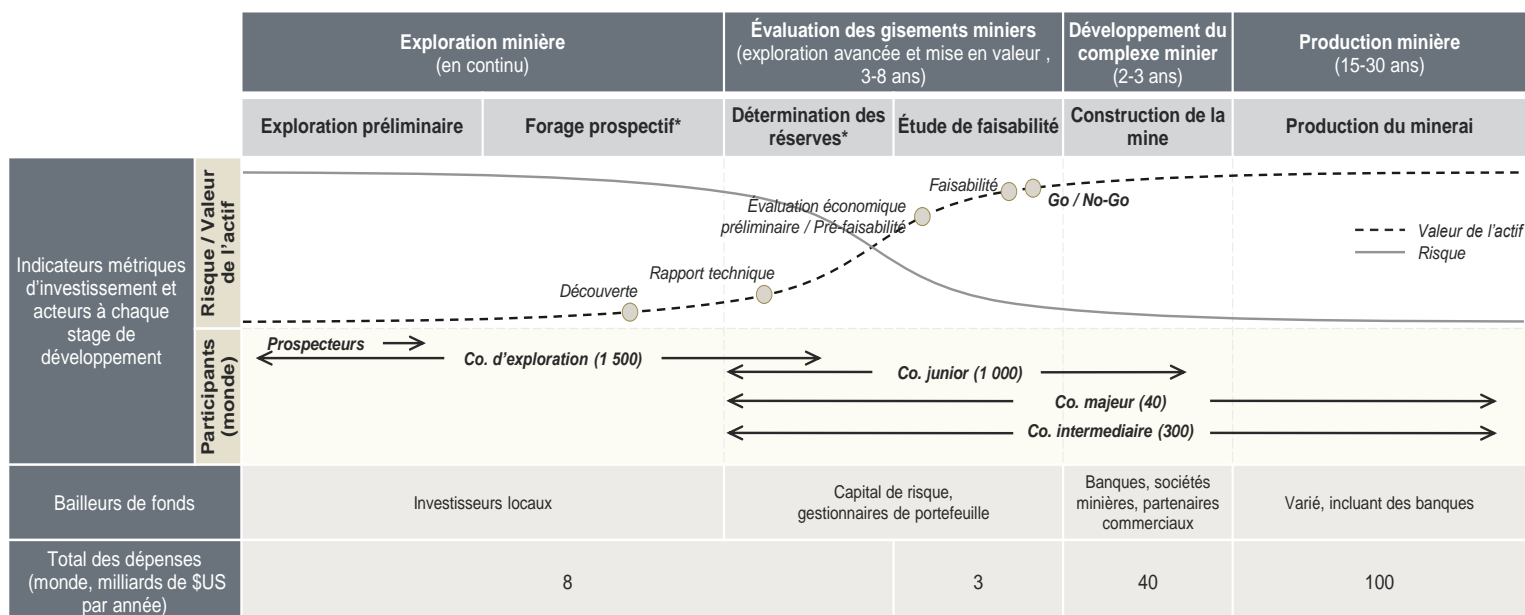 Exploration minière
(en continu)
Évaluation des gisements miniers
(exploration avancée et mise en valeur ,
3-8 ans)
Développement du
complexe minier
(2-3 ans)
Production minière
(15-30 ans)
Exploration préliminaire
Forage prospectif*
Détermination des
réserves*
Étude de faisabilité
Construction de la
mine
Production du minerai
Indicateurs métriques
d'investissement et
acteurs à chaque
stage de
développement
Risque / Valeur
de l'actif
Découverte
Rapport technique
Évaluation économique
préliminaire / Pré-faisabilité
Faisabilité
Go / No-Go
Valeur de l'actif
Risque
Participants
(monde)
Prospecteurs
Co. d'exploration (1 500)
Co. junior (1 000)
Co. majeur (40)
Co. intermediaire (300)
Bailleurs de fonds
Investisseurs locaux
Capital de risque,
gestionnaires de portefeuille
Banques, sociétés
minières, partenaires
commerciaux
Varié, incluant des banques
Total des dépenses
(monde, milliards de $US
par année)
8
3
40
100